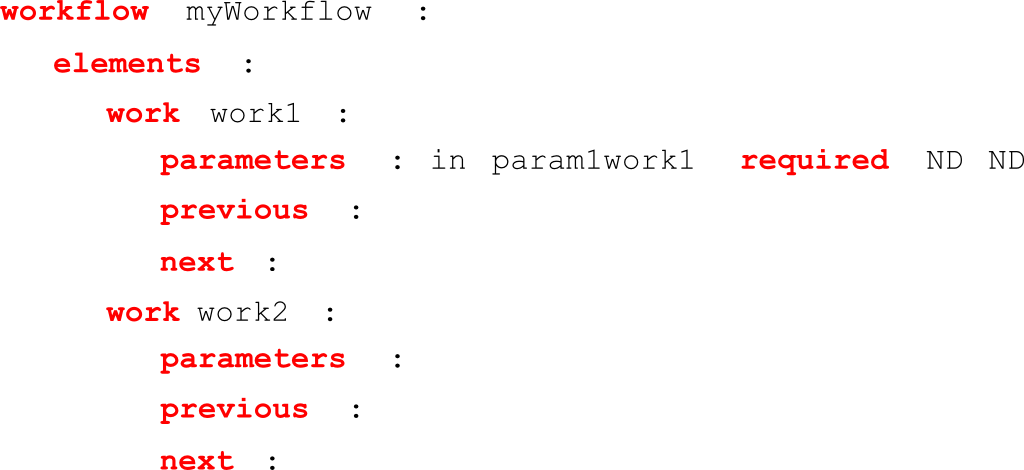 workflow myWorkflow :
elements :
work work1 :
parameters : in param1work1 required ND ND
previous :
next :
work work2 :
parameters :
previous :
next :